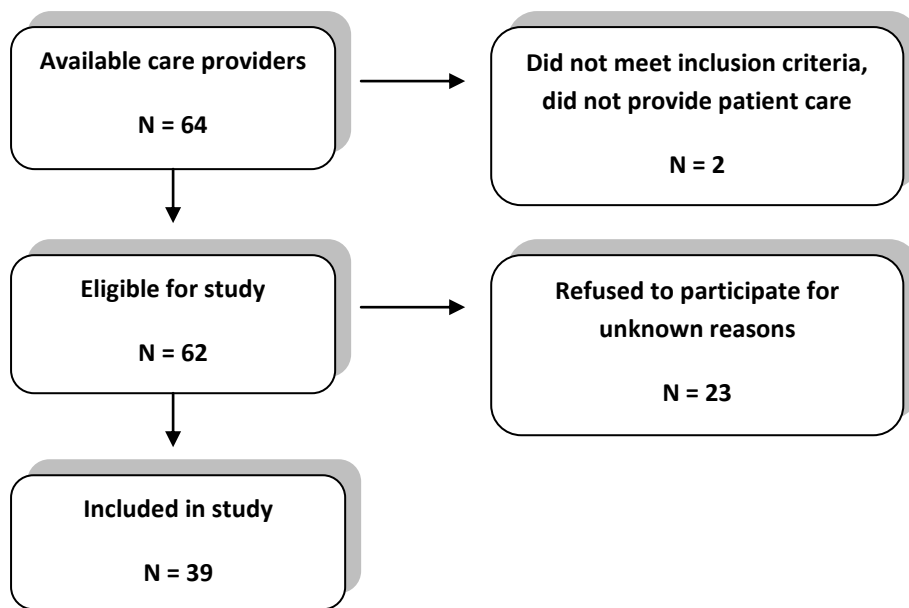 Available care providers
N = 64
Did not meet inclusion criteria,
did not provide patient care
N = 2
Eligible for study
N = 62
Refused to participate for
unknown reasons
N = 23
Included in study
N = 39